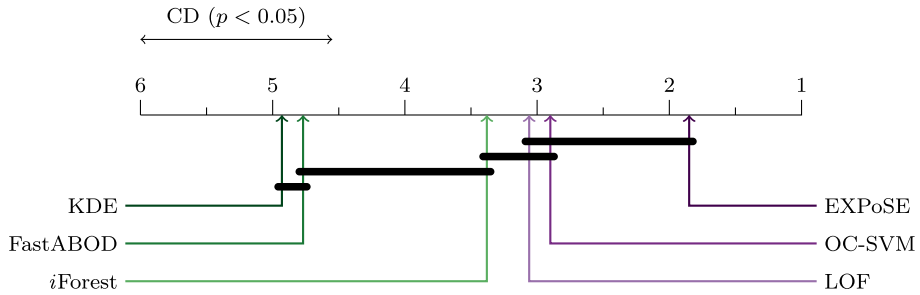 CD (p < 0.05)
6 5 4 3 2 1
KDE EXPoSE
FastABOD OC-SVM
iForest LOF